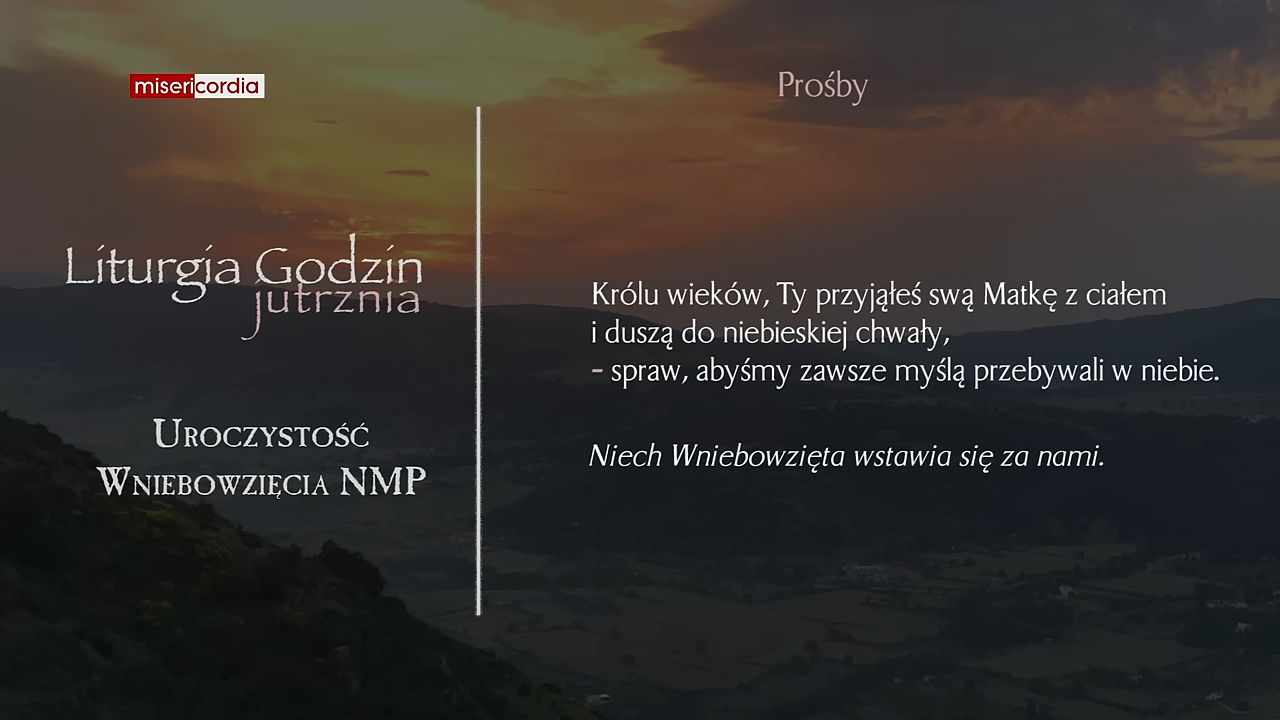 misericordia
Prośby
Liturgia Godzin
jutrznia
Uroczystość
Wniebowzięcia NMP
Królu wieków, Ty przyjąłeś swą Matkę z ciałem
i duszą do niebieskiej chwały,
- spraw, abyśmy zawsze myślą przebywali w niebie.
Niech Wniebowzięta wstawia się za nami.